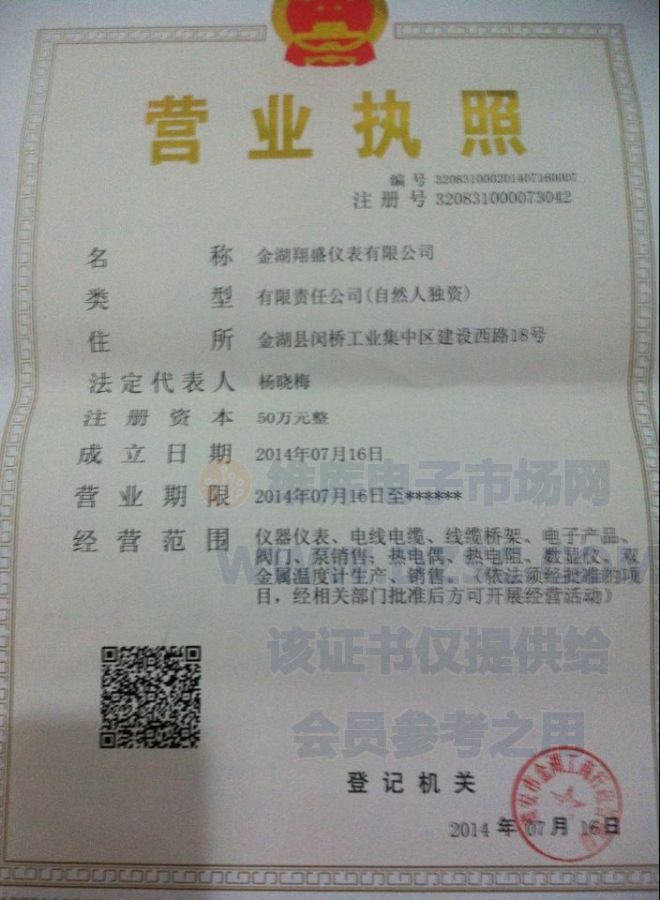 营业执照
编号 320831000201407160007
注册号 320831000073042
名称 金湖翔盛仪表有限公司
类型 有限责任公司(自然人独资)
住所 金湖县闵桥工业集中区建设西路18号
法定代表人 杨晓梅
注册资本 50万元整
成立日期 2014年07月16日
营业期限 2014年07月16日至******
经营范围 仪器仪表、电线电缆、线缆桥架、电子产品、
阀门、泵销售；热电偶、热电阻、数显仪、双
金属温度计生产、销售。（依法须经批准的项
目，经相关部门批准后方可开展经营活动）
维库电子市场网
该证书仅提供给
会员参考之用
登记机关
2014年07月16日